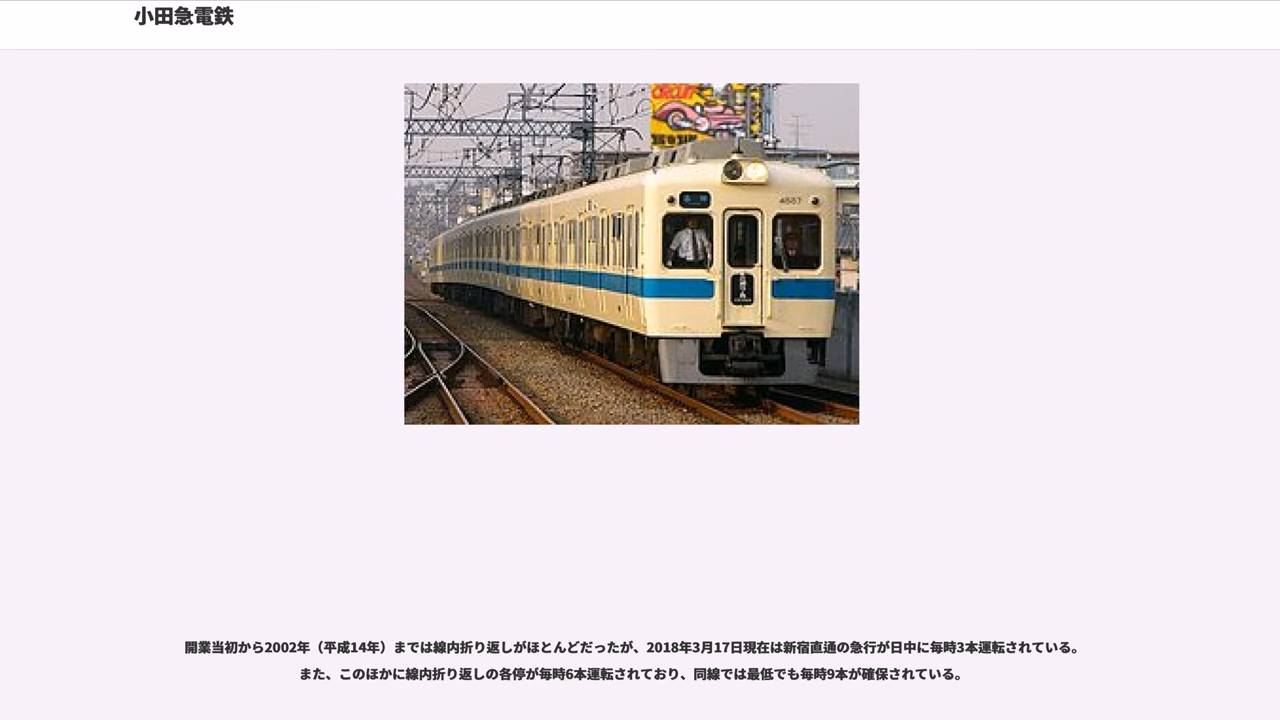 小田急電鉄
CIRCUIT
4557
開業当初から2002年（平成14年）までは線内折り返しがほとんどだったが、2018年3月17日現在は新宿直通の急行が日中に毎時3本運転されている。
また、このほかに線内折り返しの各停が毎時6本運転されており、同線では最低でも毎時9本が確保されている。